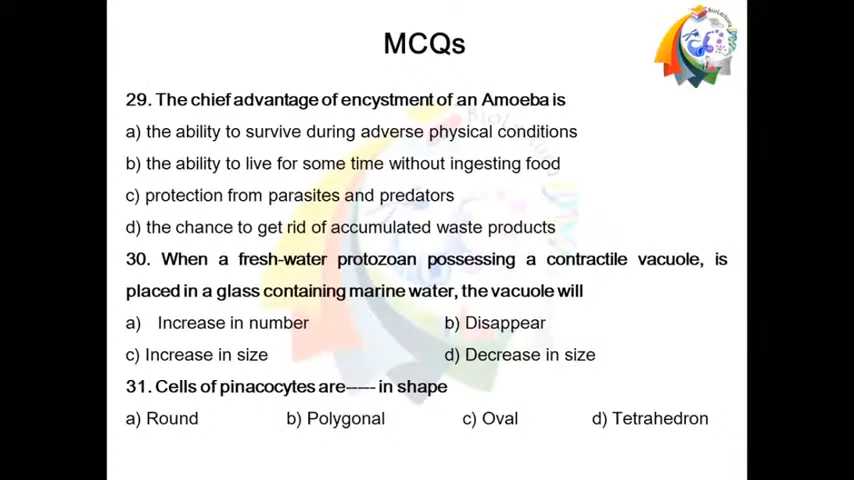 MCQs
29. The chief advantage of encystment of an Amoeba is
a) the ability to survive during adverse physical conditions
b) the ability to live for some time without ingesting food
c) protection from parasites and predators
d) the chance to get rid of accumulated waste products
30. When a fresh-water protozoan possessing a contractile vacuole, is
placed in a glass containing marine water, the vacuole will
a) Increase in number b) Disappear
c) Increase in size d) Decrease in size
31. Cells of pinacocytes are----- in shape
a) Round b) Polygonal c) Oval d) Tetrahedron